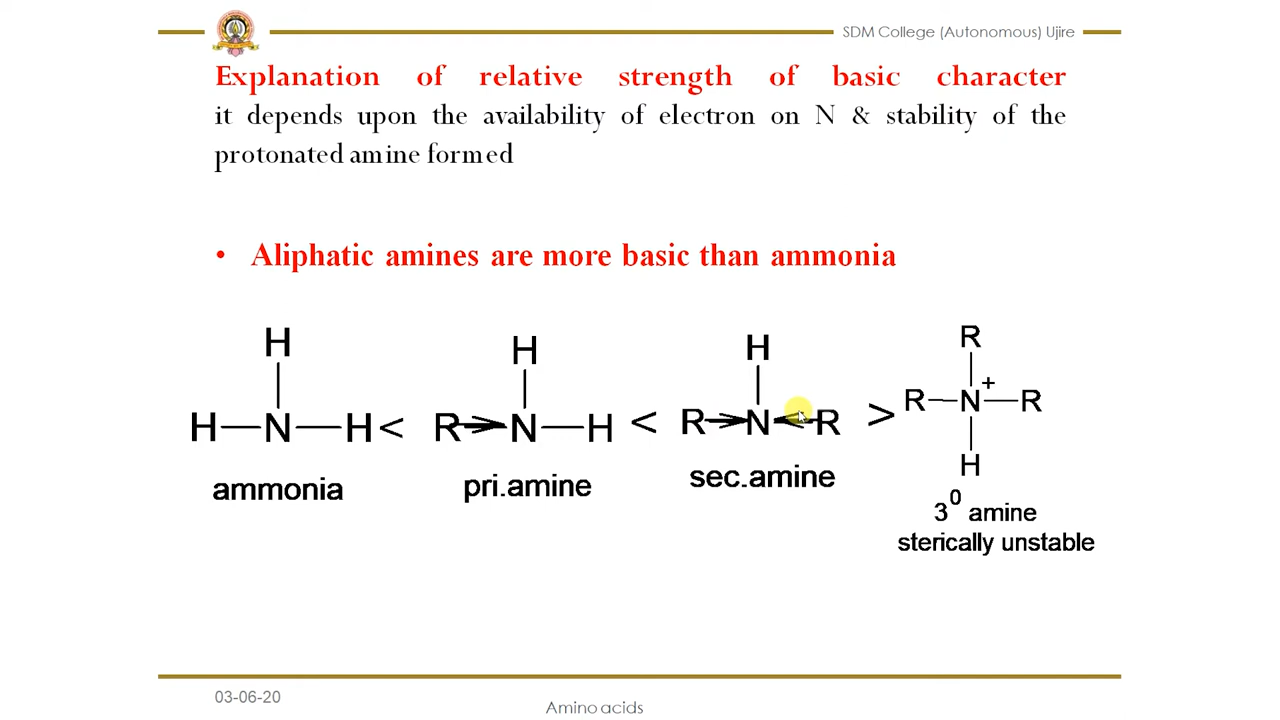 SDM College (Autonomous) Ujire
Explanation of relative strength of basic character
it depends upon the availability of electron on N & stability of the
protonated amine formed
• Aliphatic amines are more basic than ammonia
H
H
H
R
H—N—H <
R→N—H <
R→N←R >
R—N—R
+
H
ammonia
pri.amine
sec.amine
3⁰ amine
sterically unstable
03-06-20
Amino acids